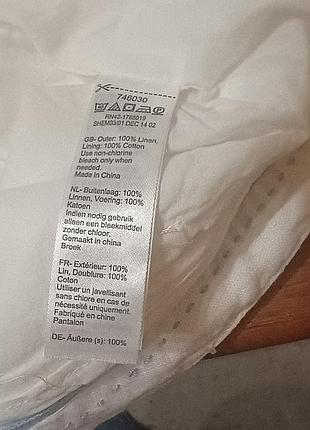 746030
RN42-1788019
SHEM03/01 DEC 14 02
GB- Outer: 100% Linen,
Lining: 100% Cotton
Use non-chlorine
bleach only when
needed.
Made in China
NL- Buitenlaag: 100%
Linnen, Voering: 100%
Katoen
Indien nodig gebruik
alleen een bleekmiddel
zonder chloor.
Gemaakt in China
Broek
FR- Extérieur: 100%
Lin, Doublure: 100%
Coton
Utiliser un javellisant
sans chlore en cas de
nécessité uniquement.
Fabriqué en chine
Pantalon
DE- Äußere (s): 100%